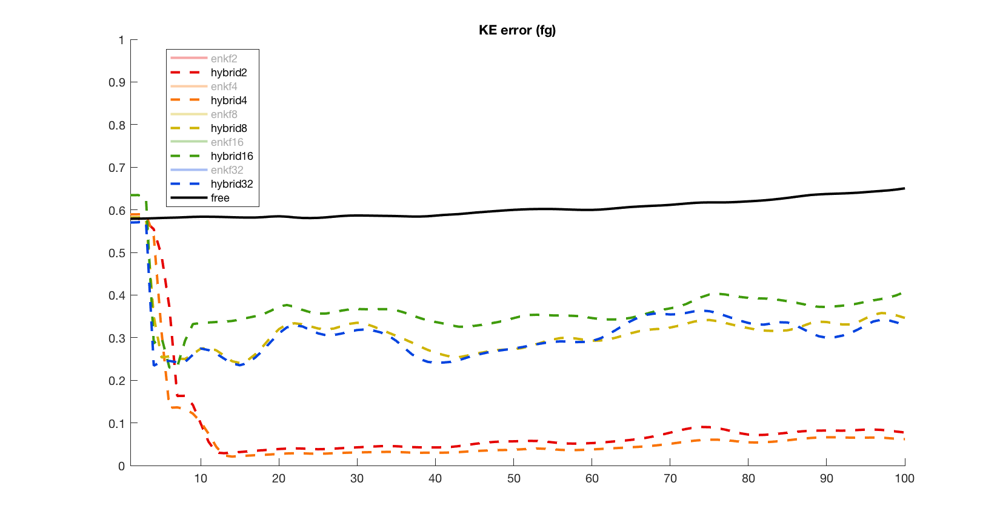 KE error (fg)
1
0.9
0.8
0.7
0.6
0.5
0.4
0.3
0.2
0.1
0
enkf2
hybrid2
enkf4
hybrid4
enkf8
hybrid8
enkf16
hybrid16
enkf32
hybrid32
free
10 20 30 40 50 60 70 80 90 100